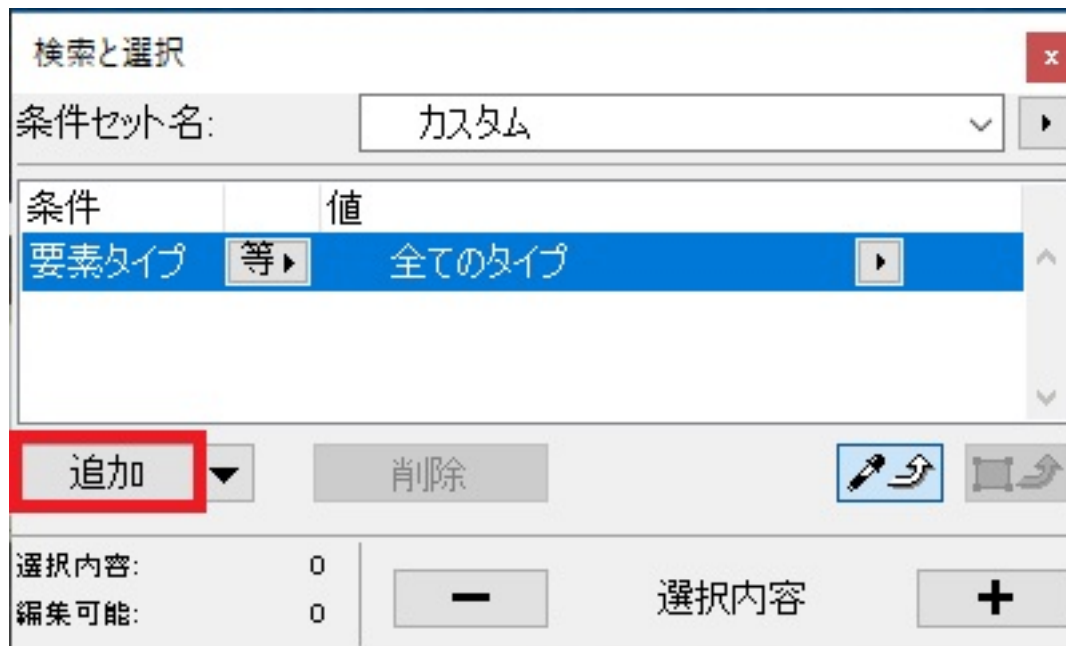 検索と選択 x
条件セット名: カスタム
条件 値
要素タイプ 等 全てのタイプ
追加 削除
選択内容: 0
編集可能: 0
選択内容